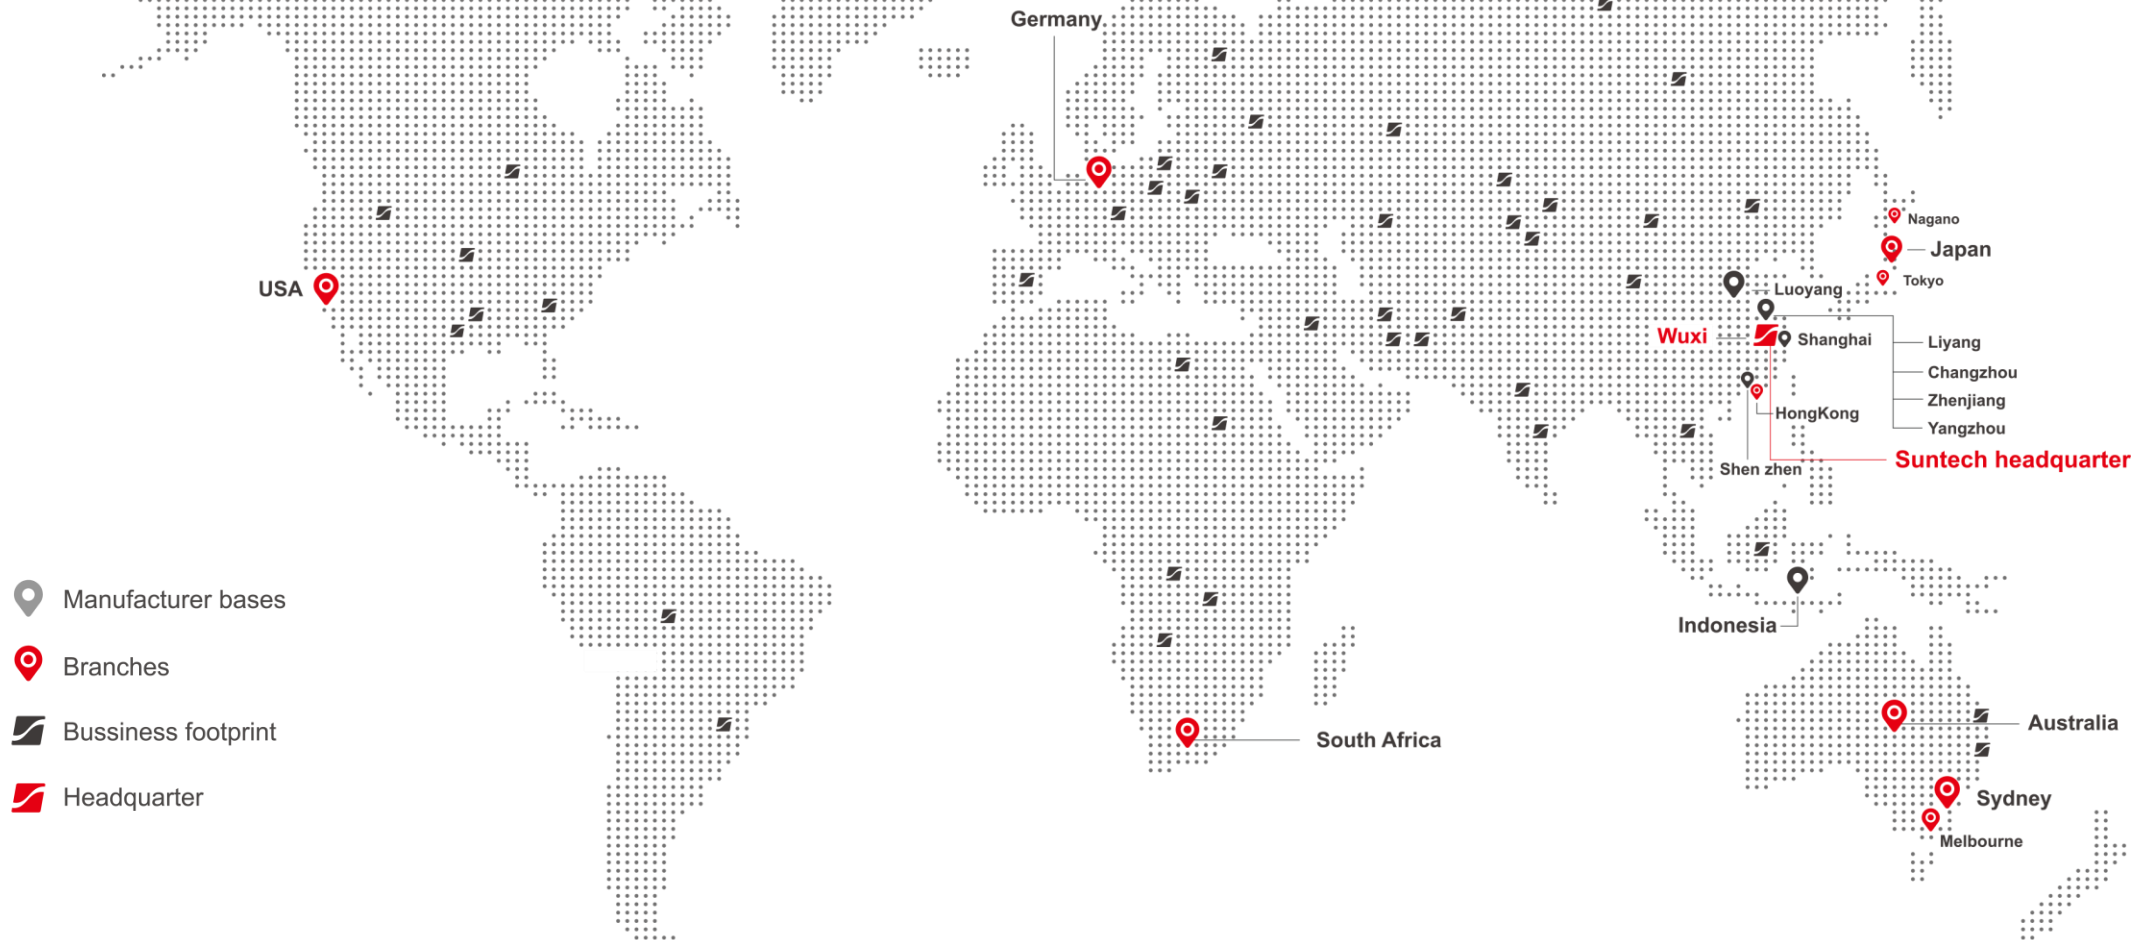 Germany
Nagano
Japan
Tokyo
USA
Luoyang
Wuxi
Shanghai
Liyang
Changzhou
Zhenjiang
Yangzhou
HongKong
Shen zhen
Suntech headquarter
Manufacturer bases
Branches
Bussiness footprint
Headquarter
Indonesia
South Africa
Australia
Sydney
Melbourne